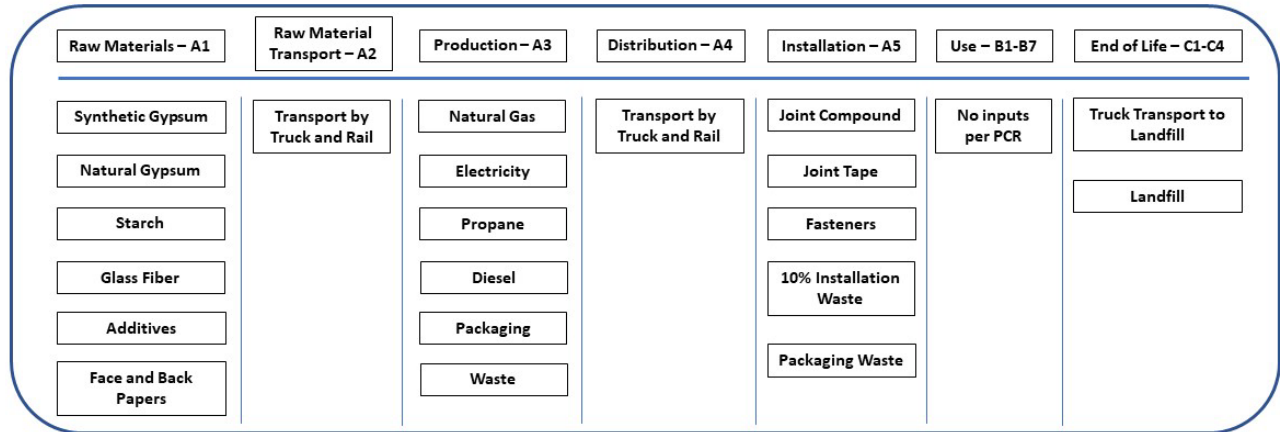 Raw Materials – A1
Raw Material
Transport – A2
Production – A3
Distribution – A4
Installation – A5
Use – B1-B7
End of Life – C1-C4
Synthetic Gypsum
Natural Gypsum
Starch
Glass Fiber
Additives
Face and Back
Papers
Transport by
Truck and Rail
Natural Gas
Electricity
Propane
Diesel
Packaging
Waste
Transport by
Truck and Rail
Joint Compound
Joint Tape
Fasteners
10% Installation
Waste
Packaging Waste
No inputs
per PCR
Truck Transport to
Landfill
Landfill